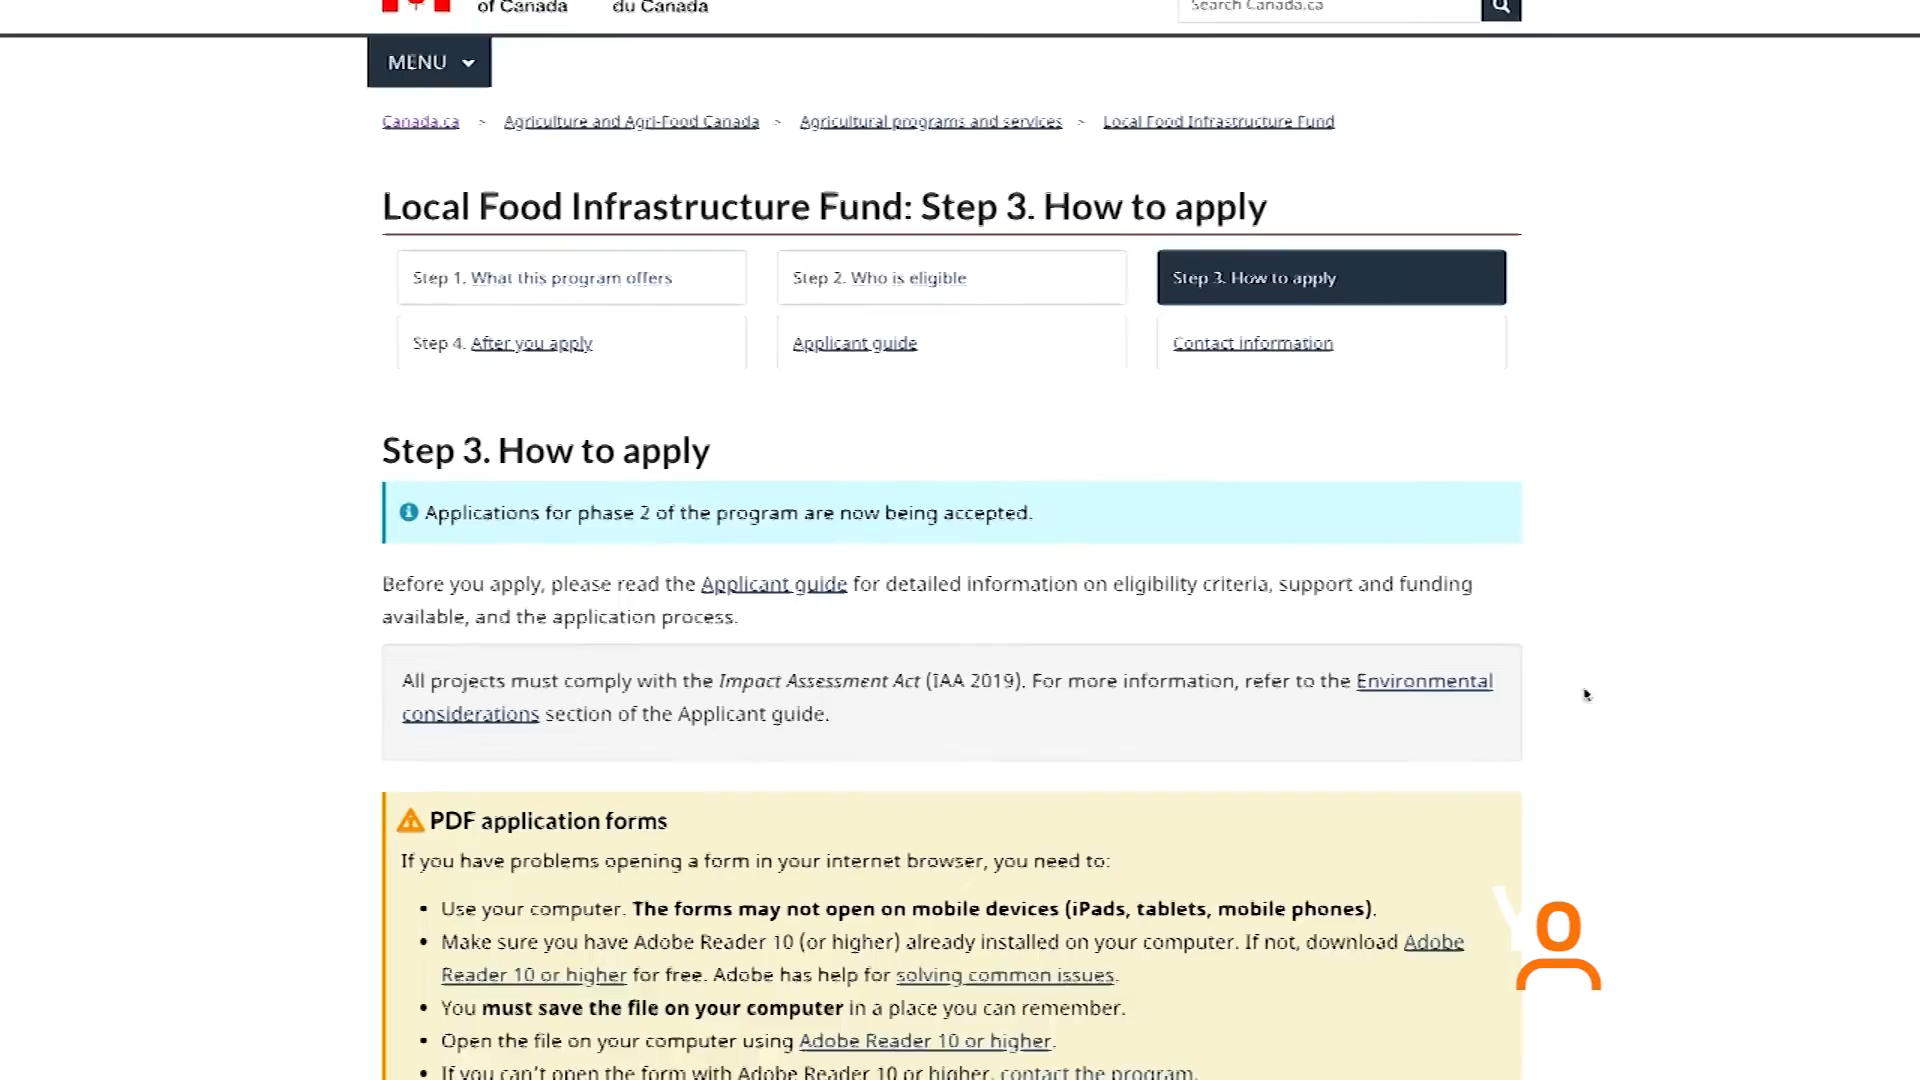 of Canada du Canada
Search Canada.ca
MENU
Canada.ca > Agriculture and Agri-Food Canada > Agricultural programs and services > Local Food Infrastructure Fund
Local Food Infrastructure Fund: Step 3. How to apply
Step 1. What this program offers
Step 2. Who is eligible
Step 3. How to apply
Step 4. After you apply
Applicant guide
Contact information
Step 3. How to apply
Applications for phase 2 of the program are now being accepted.
Before you apply, please read the Applicant guide for detailed information on eligibility criteria, support and funding
available, and the application process.
All projects must comply with the Impact Assessment Act (IAA 2019). For more information, refer to the Environmental
considerations section of the Applicant guide.
PDF application forms
If you have problems opening a form in your internet browser, you need to:
• Use your computer. The forms may not open on mobile devices (iPads, tablets, mobile phones).
• Make sure you have Adobe Reader 10 (or higher) already installed on your computer. If not, download Adobe
Reader 10 or higher for free. Adobe has help for solving common issues.
• You must save the file on your computer in a place you can remember.
• Open the file on your computer using Adobe Reader 10 or higher.
• If you can't open the form with Adobe Reader 10 or higher, contact the program.